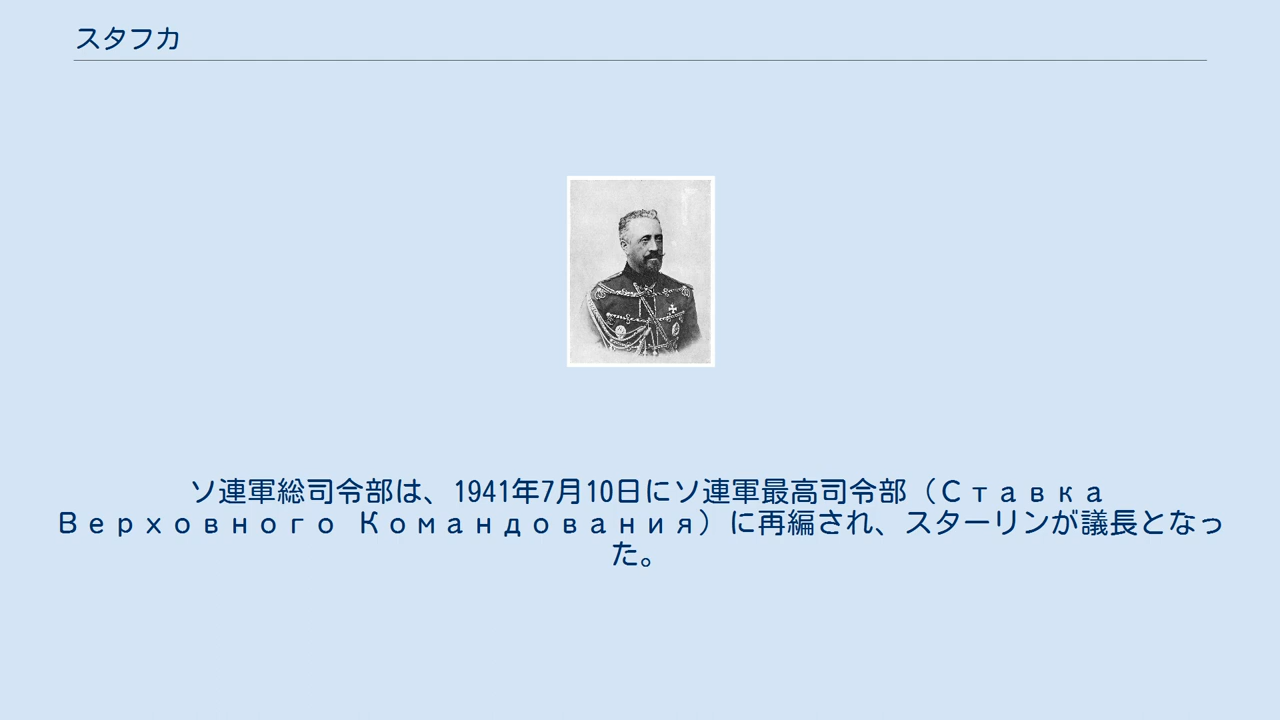 スタフカ
ソ連軍総司令部は、1941年7月10日にソ連軍最高司令部（Ставка
Верховного Командования）に再編され、スターリンが議長となっ
た。